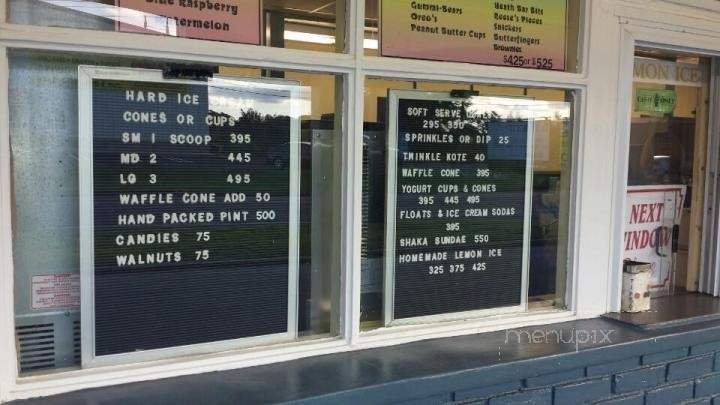 Blue Raspberry
Watermelon
Gummi-Bears
Oreo's
Peanut Butter Cups
Heath Bar Bits
Reese's Pieces
Snickers
Butterfingers
Brownies
$425 or $525
HARD ICE
CONES OR CUPS
SM 1 SCOOP 395
MD 2 445
LG 3 495
WAFFLE CONE ADD 50
HAND PACKED PINT 500
CANDIES 75
WALNUTS 75
SOFT SERVE
295 350
SPRINKLES OR DIP 25
TWINKLE KOTE 40
WAFFLE CONE 395
YOGURT CUPS & CONES
395 445 495
FLOATS & ICE CREAM SODAS
395
SHAKA SUNDAE 550
HOMEMADE LEMON ICE
325 375 425
MON ICE
NEXT
INDOW
menupix